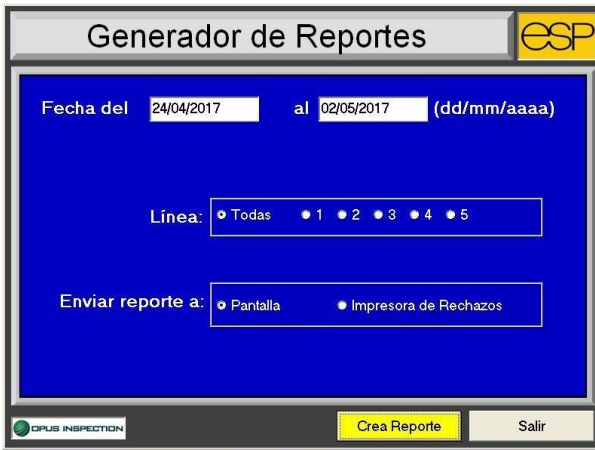 Generador de Reportes
esp
Fecha del 24/04/2017 al 02/05/2017 (dd/mm/aaaa)
Línea: Todas 1 2 3 4 5
Enviar reporte a: Pantalla Impresora de Rechazos
OPUS INSPECTION Crea Reporte Salir